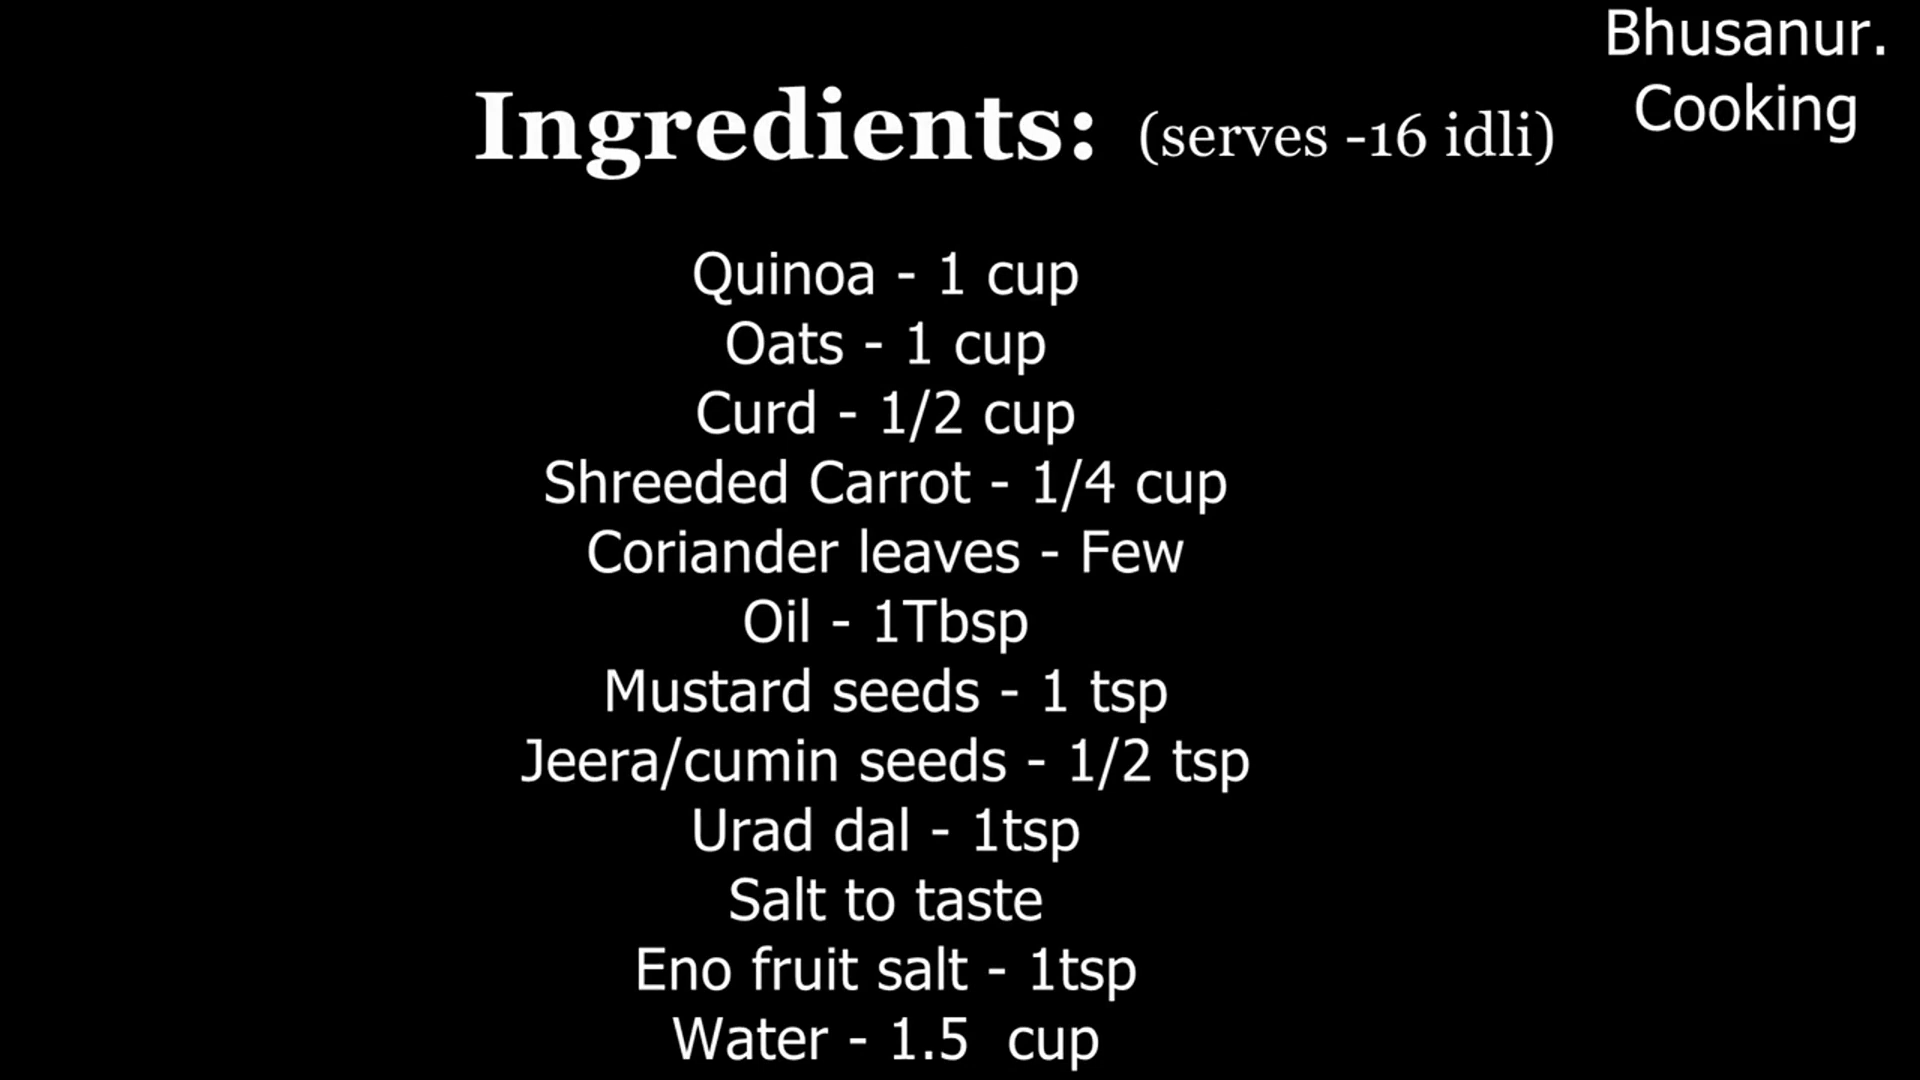 Bhusanur.
Cooking
Ingredients: (serves -16 idli)
Quinoa - 1 cup
Oats - 1 cup
Curd - 1/2 cup
Shreeded Carrot - 1/4 cup
Coriander leaves - Few
Oil - 1Tbsp
Mustard seeds - 1 tsp
Jeera/cumin seeds - 1/2 tsp
Urad dal - 1tsp
Salt to taste
Eno fruit salt - 1tsp
Water - 1.5  cup